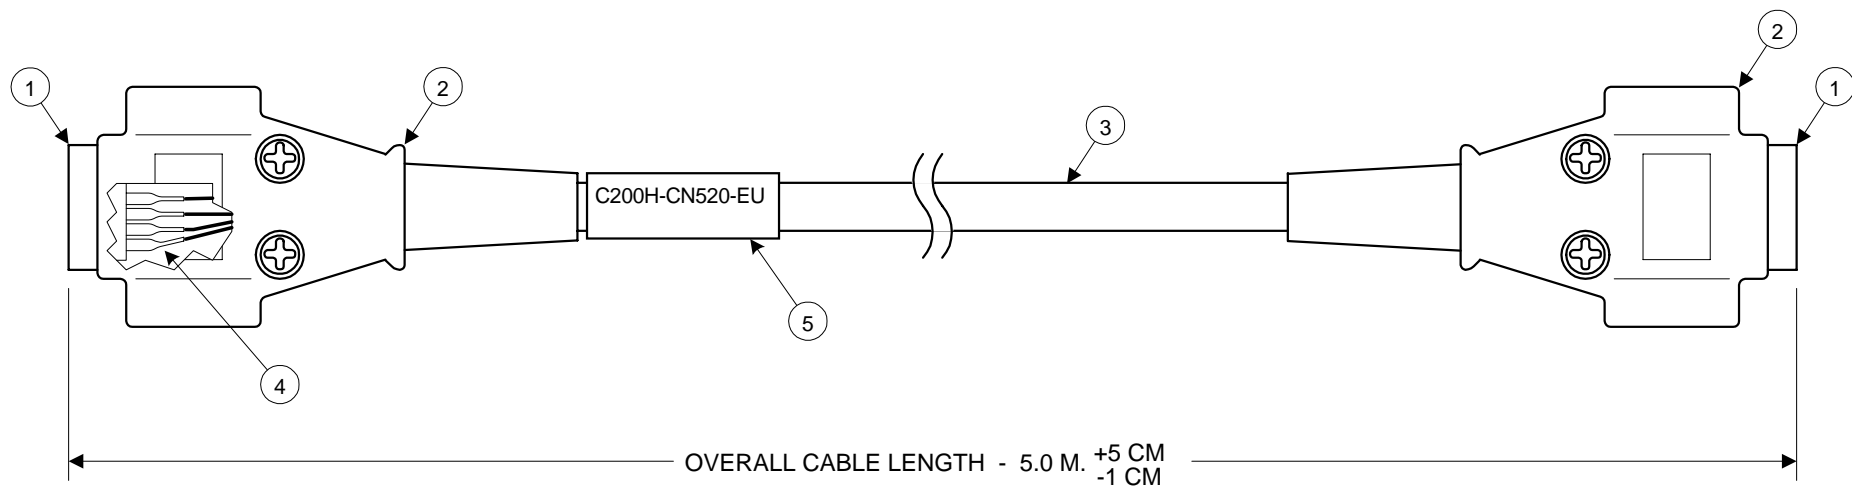 2
1
2
3
1
C200H-CN520-EU
5
4
OVERALL CABLE LENGTH - 5.0 M. +5 CM
-1 CM